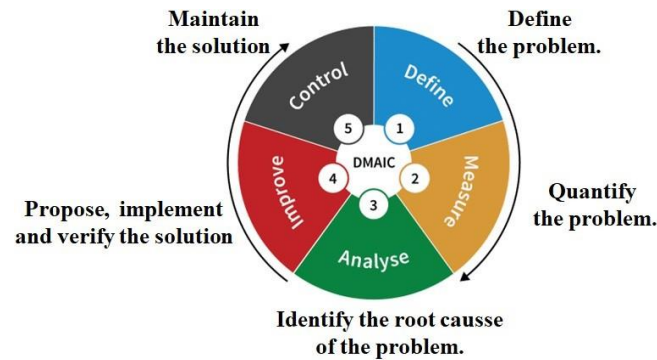 Maintain
the solution
Define
the problem.
Control
Define
5
1
DMAIC
4
2
3
Improve
Measure
Analyse
Propose, implement
and verify the solution
Quantify
the problem.
Identify the root causse
of the problem.